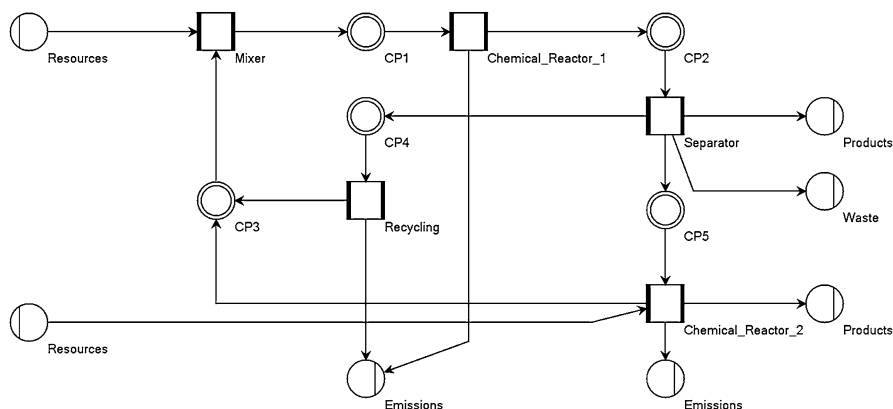 Resources
Mixer
CP1
Chemical_Reactor_1
CP2
CP4
Separator
Products
CP3
Recycling
CP5
Waste
Resources
Chemical_Reactor_2
Products
Emissions
Emissions